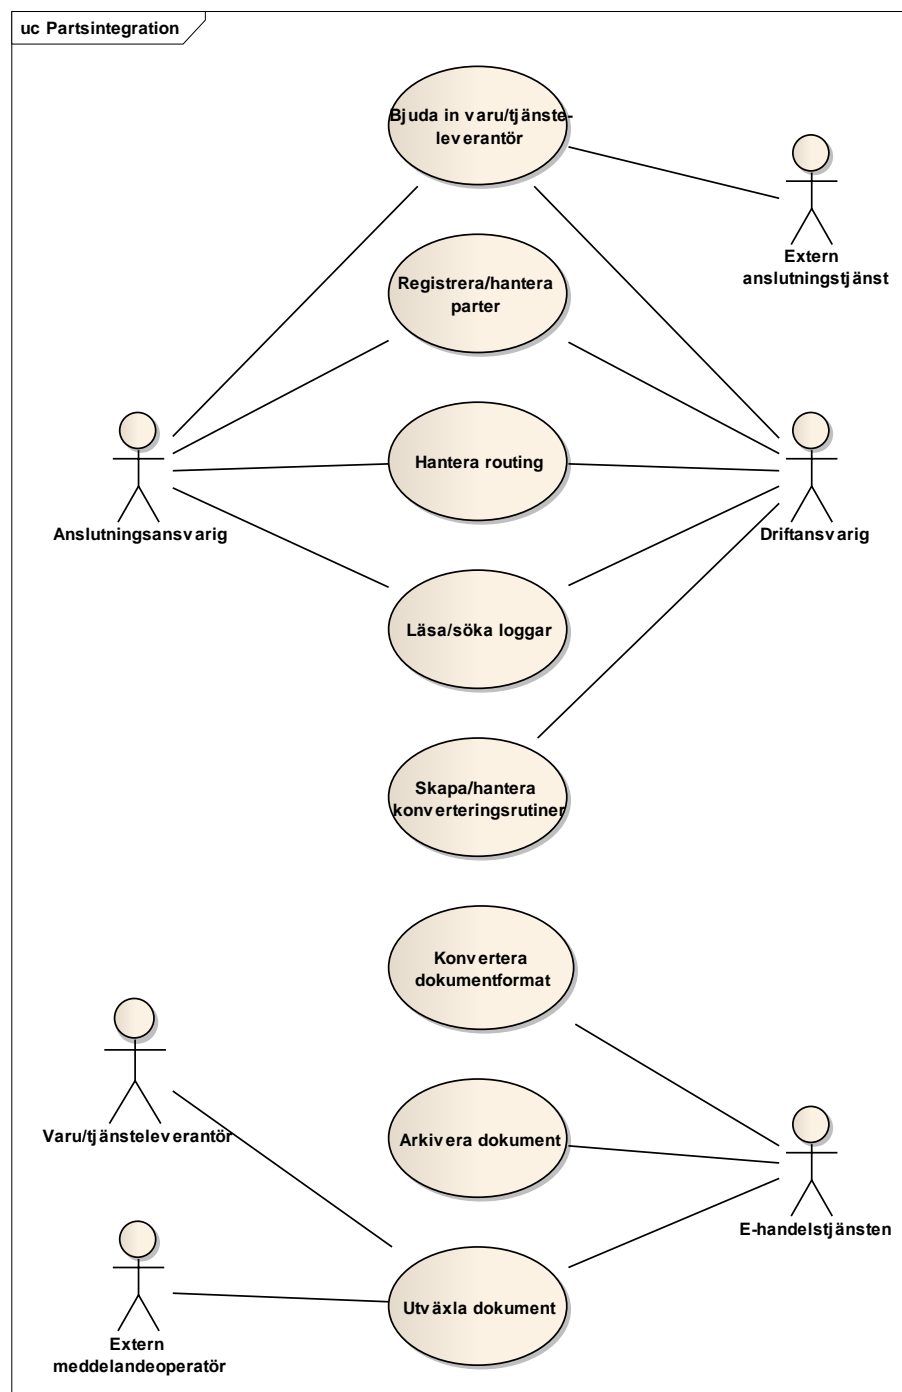 uc Partsintegration
Bjuda in varu/tjänste-
leverantör
Extern
anslutningstjänst
Registrera/hantera
parter
Anslutningsansvarig
Hantera routing
Driftansvarig
Läsa/söka loggar
Skapa/hantera
konverteringsrutiner
Konvertera
dokumentformat
Varu/tjänsteleverantör
Arkivera dokument
E-handelstjänsten
Extern
meddelandeoperatör
Utväxla dokument